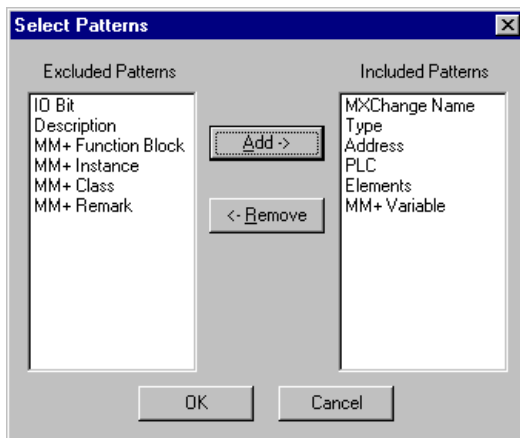 Select Patterns
Excluded Patterns
Included Patterns
IO Bit
Description
MM+ Function Block
MM+ Instance
MM+ Class
MM+ Remark
Add ->
<- Remove
MXChange Name
Type
Address
PLC
Elements
MM+ Variable
OK
Cancel